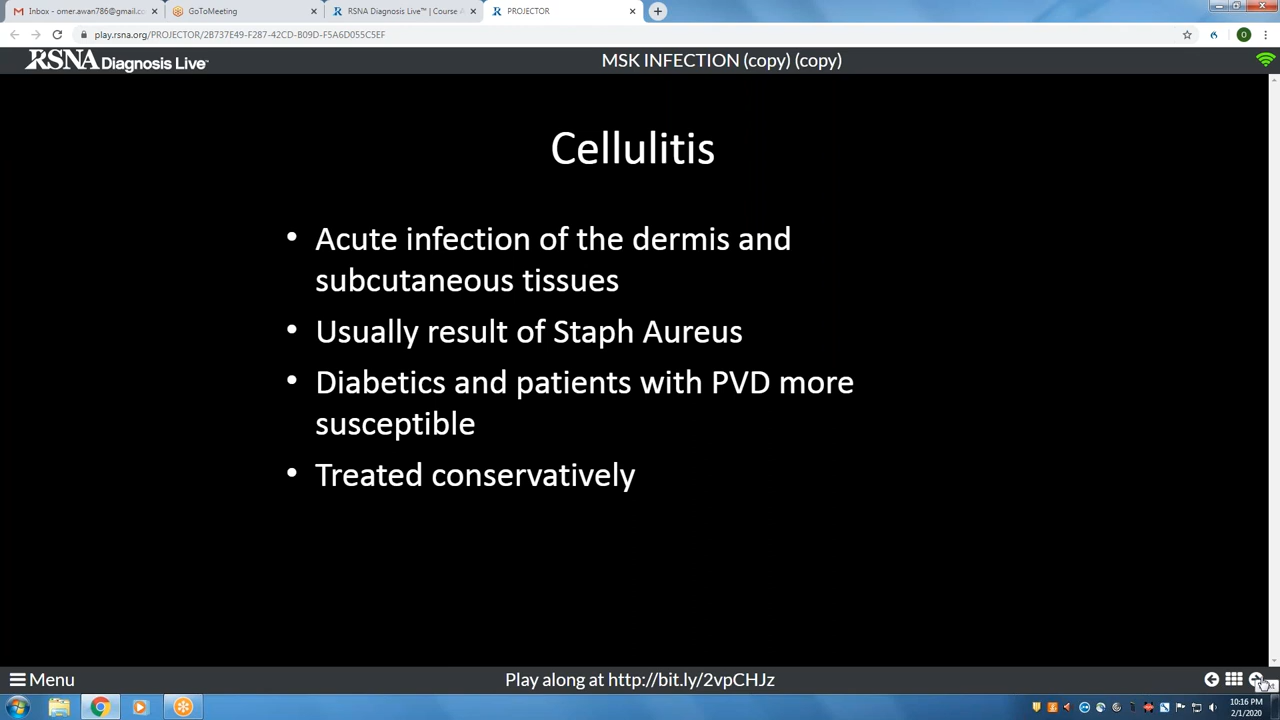 Inbox - omer.awan786@gmail.co
GoToMeeting
RSNA Diagnosis Live™ | Course
PROJECTOR
play.rsna.org/PROJECTOR/2B737E49-F287-42CD-B09D-F5A6D055C5EF
O
RSNA Diagnosis Live™
MSK INFECTION (copy) (copy)
Cellulitis
• Acute infection of the dermis and
subcutaneous tissues
• Usually result of Staph Aureus
• Diabetics and patients with PVD more
susceptible
• Treated conservatively
Menu
Play along at http://bit.ly/2vpCHJz
10:16 PM
2/1/2020